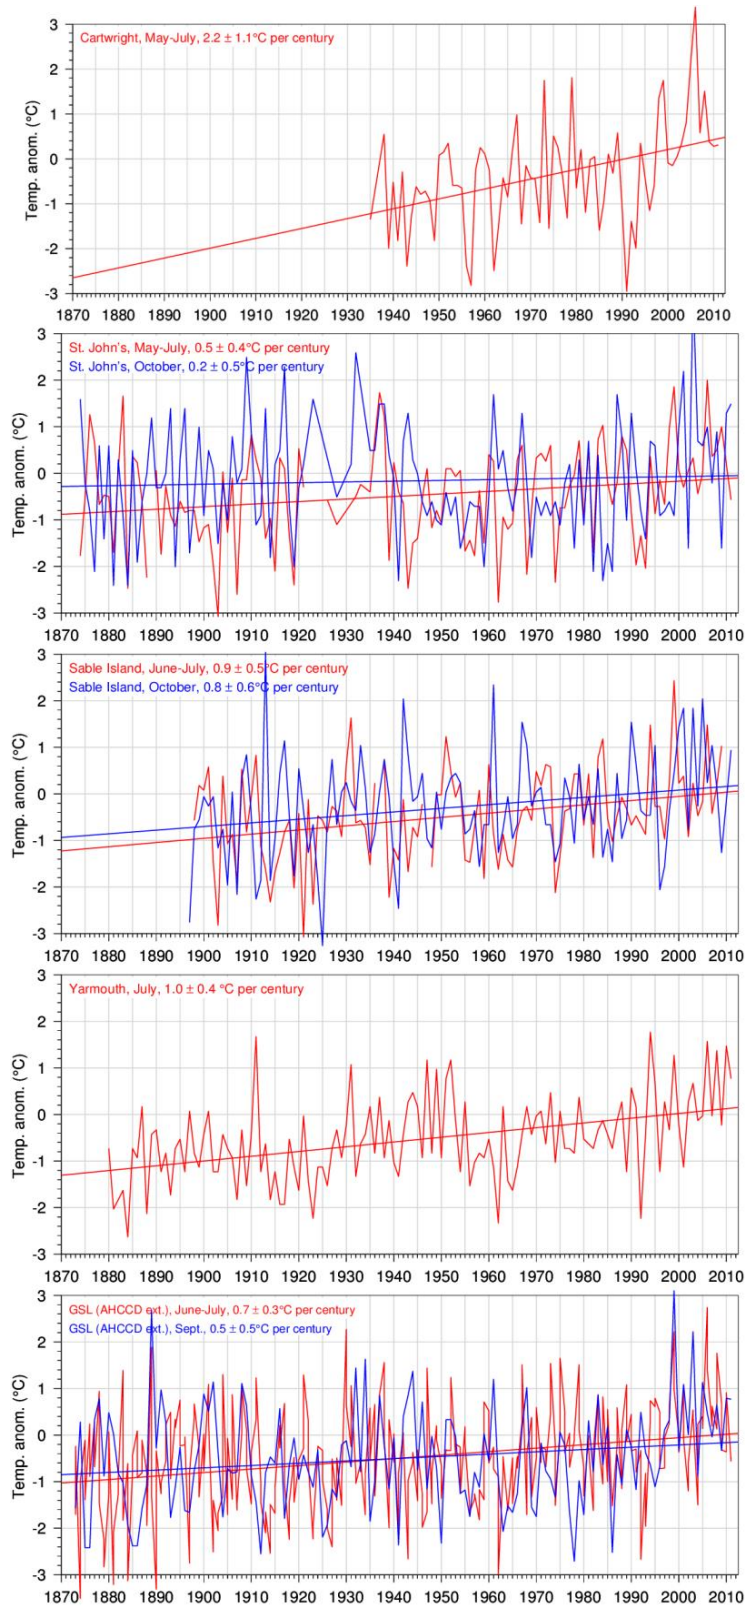 Cartwright, May-July, 2.2 ± 1.1°C per century
Temp. anom. (°C)
3
2
1
0
-1
-2
-3
1870 1880 1890 1900 1910 1920 1930 1940 1950 1960 1970 1980 1990 2000 2010
St. John's, May-July, 0.5 ± 0.4°C per century
St. John's, October, 0.2 ± 0.5°C per century
Temp. anom. (°C)
3
2
1
0
-1
-2
-3
1870 1880 1890 1900 1910 1920 1930 1940 1950 1960 1970 1980 1990 2000 2010
Sable Island, June-July, 0.9 ± 0.5°C per century
Sable Island, October, 0.8 ± 0.6°C per century
Temp. anom. (°C)
3
2
1
0
-1
-2
-3
1870 1880 1890 1900 1910 1920 1930 1940 1950 1960 1970 1980 1990 2000 2010
Yarmouth, July, 1.0 ± 0.4 °C per century
Temp. anom. (°C)
3
2
1
0
-1
-2
-3
1870 1880 1890 1900 1910 1920 1930 1940 1950 1960 1970 1980 1990 2000 2010
GSL (AHCCD ext.), June-July, 0.7 ± 0.3°C per century
GSL (AHCCD ext.), Sept., 0.5 ± 0.5°C per century
Temp. anom. (°C)
3
2
1
0
-1
-2
-3
1870 1880 1890 1900 1910 1920 1930 1940 1950 1960 1970 1980 1990 2000 2010